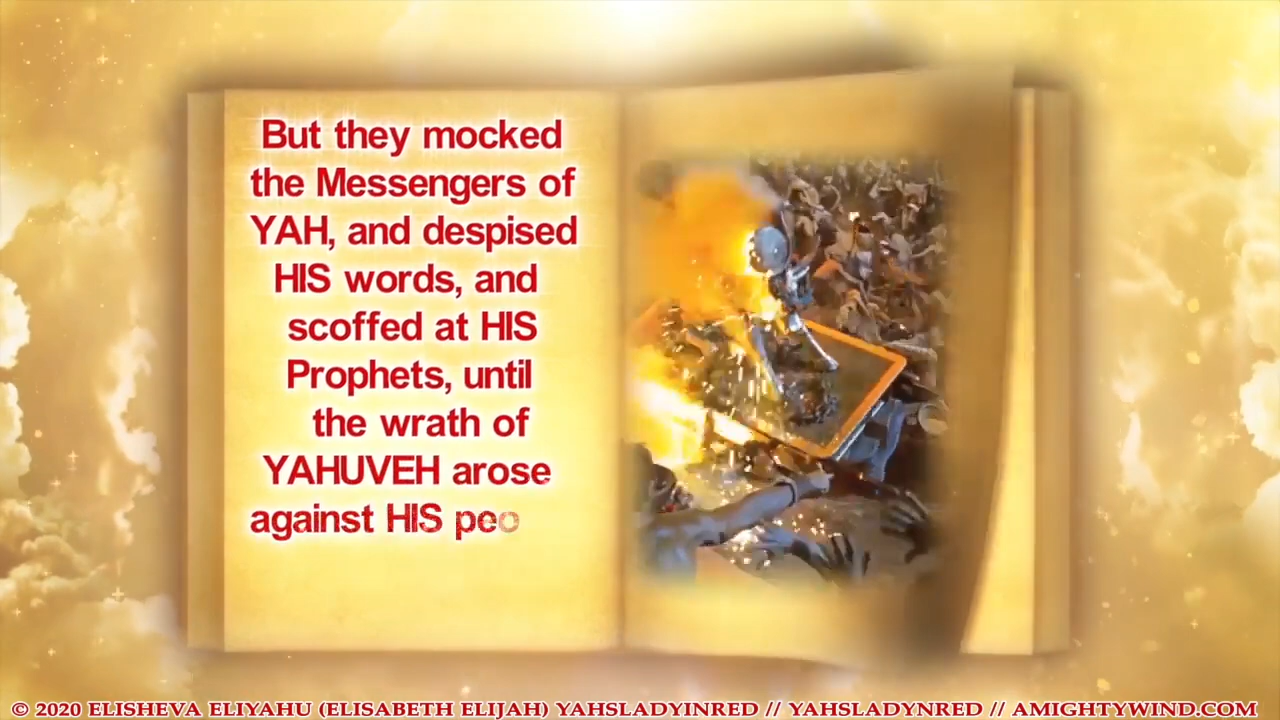 But they mocked
the Messengers of
YAH, and despised
HIS words, and
scoffed at HIS
Prophets, until
the wrath of
YAHUVEH arose
against HIS peo
© 2020 ELISHEVA ELIYAHU (ELISABETH ELIJAH) YAHSLADYINRED // YAHSLADYNRED // AMIGHTYWIND.COM